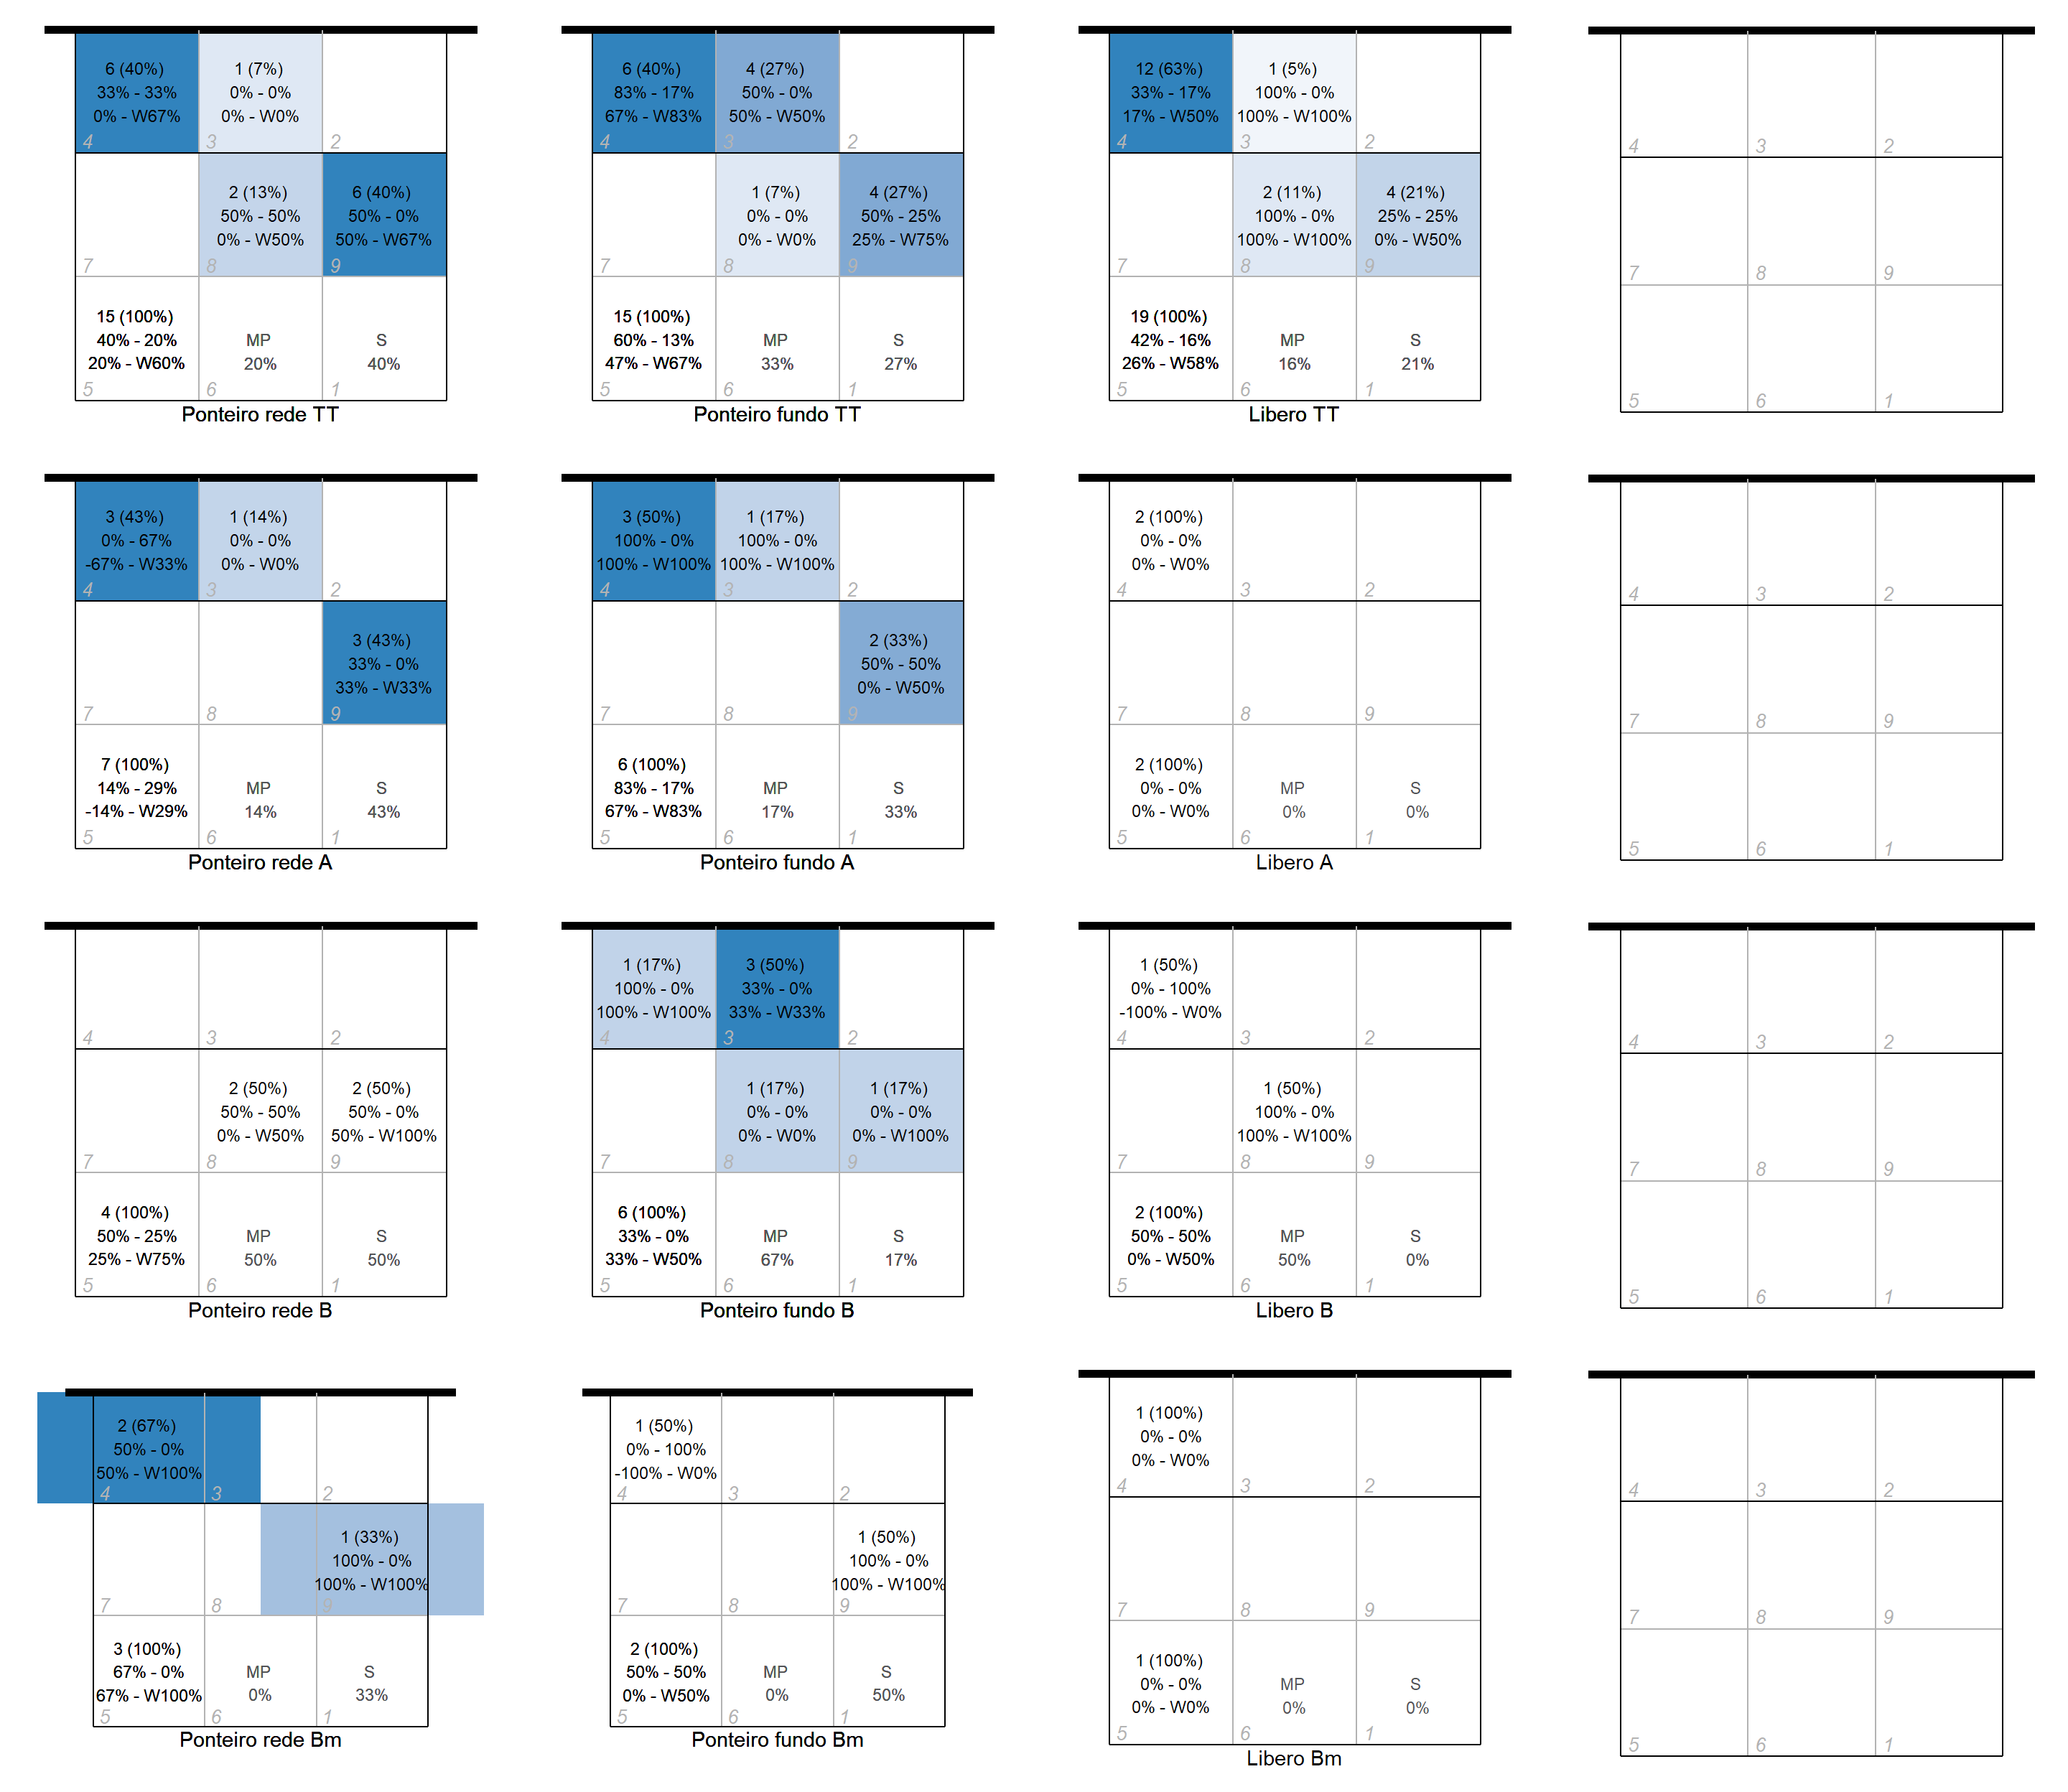 6 (40%)
33% - 33%
0% - W67%
4
1 (7%)
0% - 0%
0% - W0%
3
2
7
2 (13%)
50% - 50%
0% - W50%
8
6 (40%)
50% - 0%
50% - W67%
9
15 (100%)
40% - 20%
20% - W60%
5
MP
20%
6
S
40%
1
Ponteiro rede TT
6 (40%)
83% - 17%
67% - W83%
4
4 (27%)
50% - 0%
50% - W50%
3
2
7
1 (7%)
0% - 0%
0% - W0%
8
4 (27%)
50% - 25%
25% - W75%
9
15 (100%)
60% - 13%
47% - W67%
5
MP
33%
6
S
27%
1
Ponteiro fundo TT
12 (63%)
33% - 17%
17% - W50%
4
1 (5%)
100% - 0%
100% - W100%
3
2
7
2 (11%)
100% - 0%
100% - W100%
8
4 (21%)
25% - 25%
0% - W50%
9
19 (100%)
42% - 16%
26% - W58%
5
MP
16%
6
S
21%
1
Libero TT
4
3
2
7
8
9
5
6
1
3 (43%)
0% - 67%
-67% - W33%
4
1 (14%)
0% - 0%
0% - W0%
3
2
7
8
3 (43%)
33% - 0%
33% - W33%
9
7 (100%)
14% - 29%
-14% - W29%
5
MP
14%
6
S
43%
1
Ponteiro rede A
3 (50%)
100% - 0%
100% - W100%
4
1 (17%)
100% - 0%
100% - W100%
3
2
7
8
2 (33%)
50% - 50%
0% - W50%
9
6 (100%)
83% - 17%
67% - W83%
5
MP
17%
6
S
33%
1
Ponteiro fundo A
2 (100%)
0% - 0%
0% - W0%
4
3
2
7
8
9
2 (100%)
0% - 0%
0% - W0%
5
MP
0%
6
S
0%
1
Libero A
4
3
2
7
8
9
5
6
1
4
3
2
7
2 (50%)
50% - 50%
0% - W50%
8
2 (50%)
50% - 0%
50% - W100%
9
4 (100%)
50% - 25%
25% - W75%
5
MP
50%
6
S
50%
1
Ponteiro rede B
1 (17%)
100% - 0%
100% - W100%
4
3 (50%)
33% - 0%
33% - W33%
3
2
7
1 (17%)
0% - 0%
0% - W0%
8
1 (17%)
0% - 0%
0% - W100%
9
6 (100%)
33% - 0%
33% - W50%
5
MP
67%
6
S
17%
1
Ponteiro fundo B
1 (50%)
0% - 100%
-100% - W0%
4
3
2
7
1 (50%)
100% - 0%
100% - W100%
8
9
2 (100%)
50% - 50%
0% - W50%
5
MP
50%
6
S
0%
1
Libero B
4
3
2
7
8
9
5
6
1
2 (67%)
50% - 0%
50% - W100%
4
3
2
7
8
1 (33%)
100% - 0%
100% - W100%
9
3 (100%)
67% - 0%
67% - W100%
5
MP
0%
6
S
33%
1
Ponteiro rede Bm
1 (50%)
0% - 100%
-100% - W0%
4
3
2
7
8
1 (50%)
100% - 0%
100% - W100%
9
2 (100%)
50% - 50%
0% - W50%
5
MP
0%
6
S
50%
1
Ponteiro fundo Bm
1 (100%)
0% - 0%
0% - W0%
4
3
2
7
8
9
1 (100%)
0% - 0%
0% - W0%
5
MP
0%
6
S
0%
1
Libero Bm
4
3
2
7
8
9
5
6
1